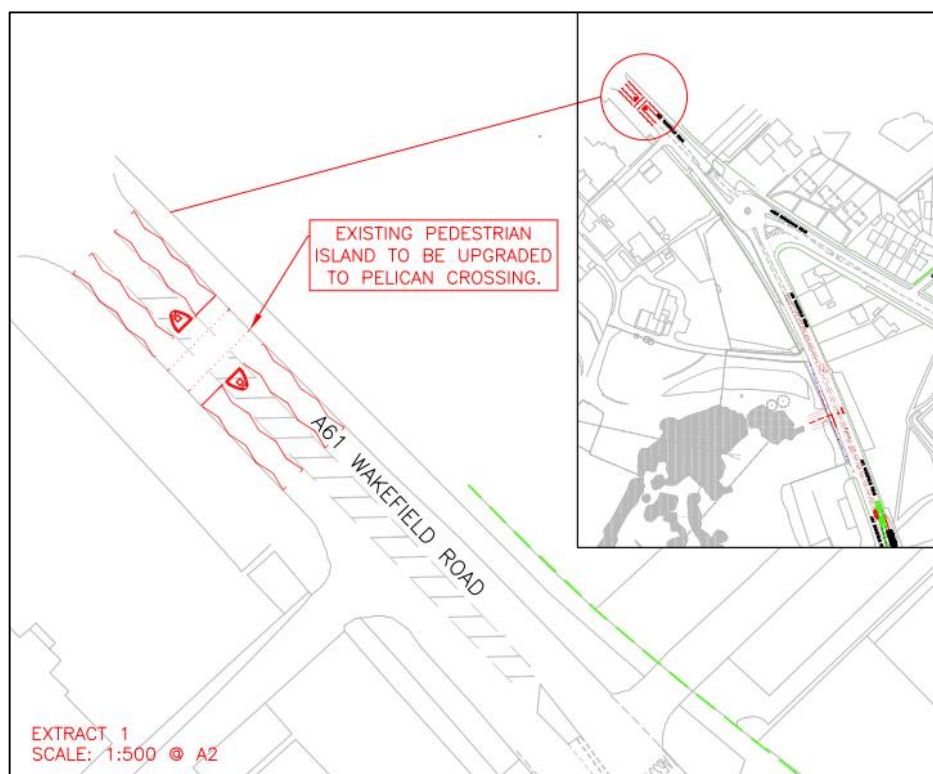 EXISTING PEDESTRIAN
ISLAND TO BE UPGRADED
TO PELICAN CROSSING.
A61 WAKEFIELD ROAD
EXTRACT 1
SCALE: 1:500 @ A2